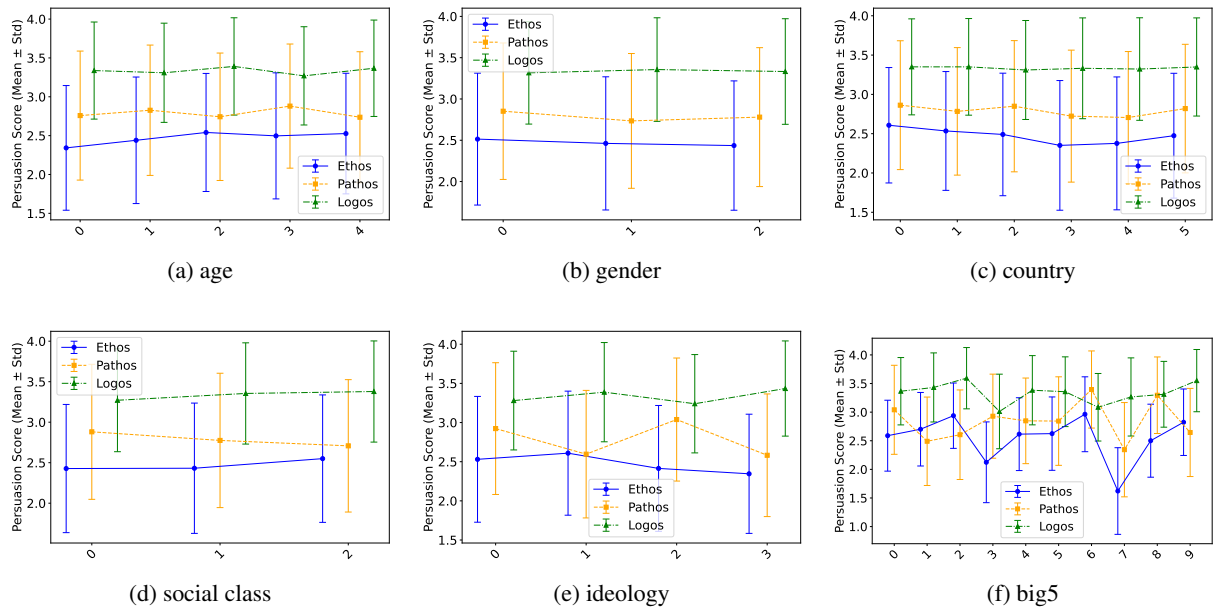 Persuasion Score (Mean ± Std)
4.0
3.5
3.0
2.5
2.0
1.5
Ethos
Pathos
Logos
0 1 2 3 4
(a) age
Persuasion Score (Mean ± Std)
4.0
3.5
3.0
2.5
2.0
Ethos
Pathos
Logos
0 1 2
(b) gender
Persuasion Score (Mean ± Std)
4.0
3.5
3.0
2.5
2.0
1.5
Ethos
Pathos
Logos
0 1 2 3 4 5
(c) country
Persuasion Score (Mean ± Std)
4.0
3.5
3.0
2.5
2.0
Ethos
Pathos
Logos
0 1 2
(d) social class
Persuasion Score (Mean ± Std)
4.0
3.5
3.0
2.5
2.0
1.5
Ethos
Pathos
Logos
0 1 2 3
(e) ideology
Persuasion Score (Mean ± Std)
4.0
3.5
3.0
2.5
2.0
1.5
1.0
Ethos
Pathos
Logos
0 1 2 3 4 5 6 7 8 9
(f) big5